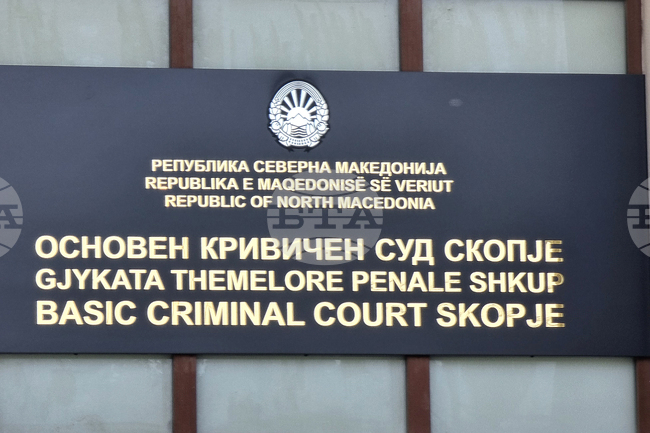 РЕПУБЛИКА СЕВЕРНА МАКЕДОНИЈА
REPUBLIKA E MAQEDONISË SË VERIUT
REPUBLIC OF NORTH MACEDONIA
BTA
ОСНОВЕН КРИВИЧЕН СУД СКОПЈЕ
GJYKATA THEMELORE PENALE SHKUP
BASIC CRIMINAL COURT SKOPJE